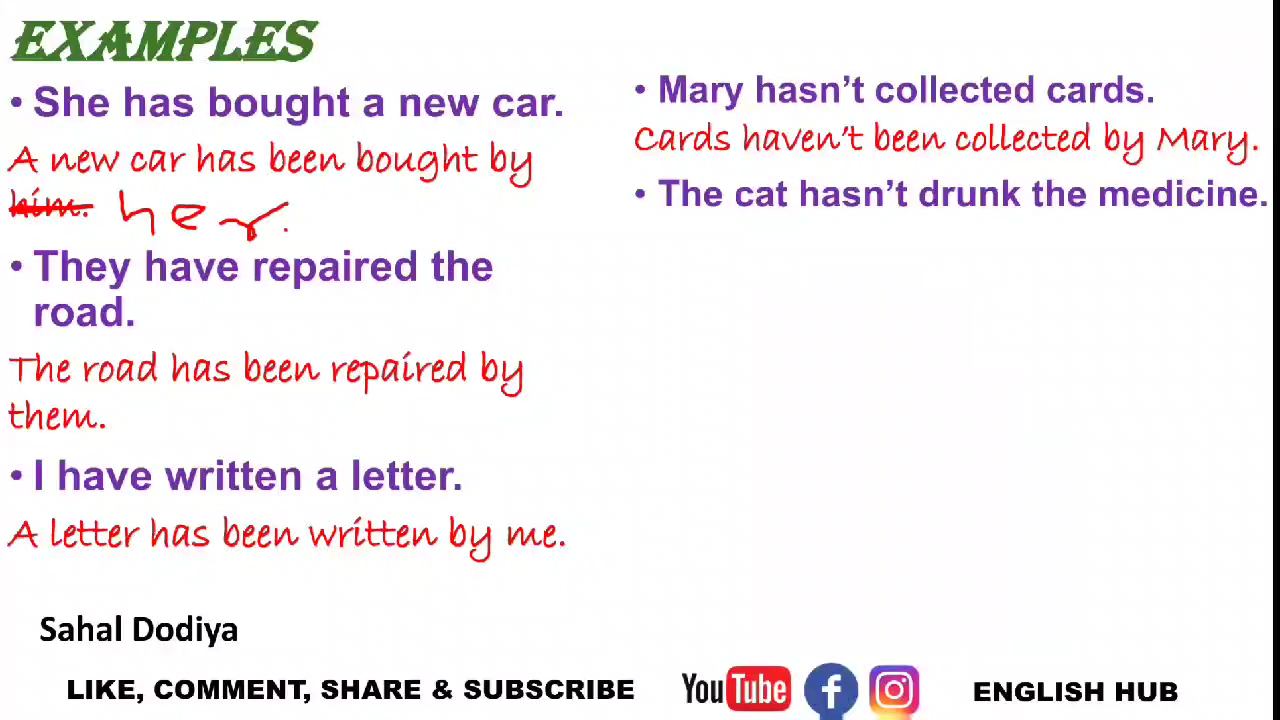 EXAMPLES
• She has bought a new car.
A new car has been bought by
him. her.
• They have repaired the
road.
The road has been repaired by
them.
• I have written a letter.
A letter has been written by me.
• Mary hasn't collected cards.
Cards haven't been collected by Mary.
• The cat hasn't drunk the medicine.
Sahal Dodiya
LIKE, COMMENT, SHARE & SUBSCRIBE
YouTube
ENGLISH HUB